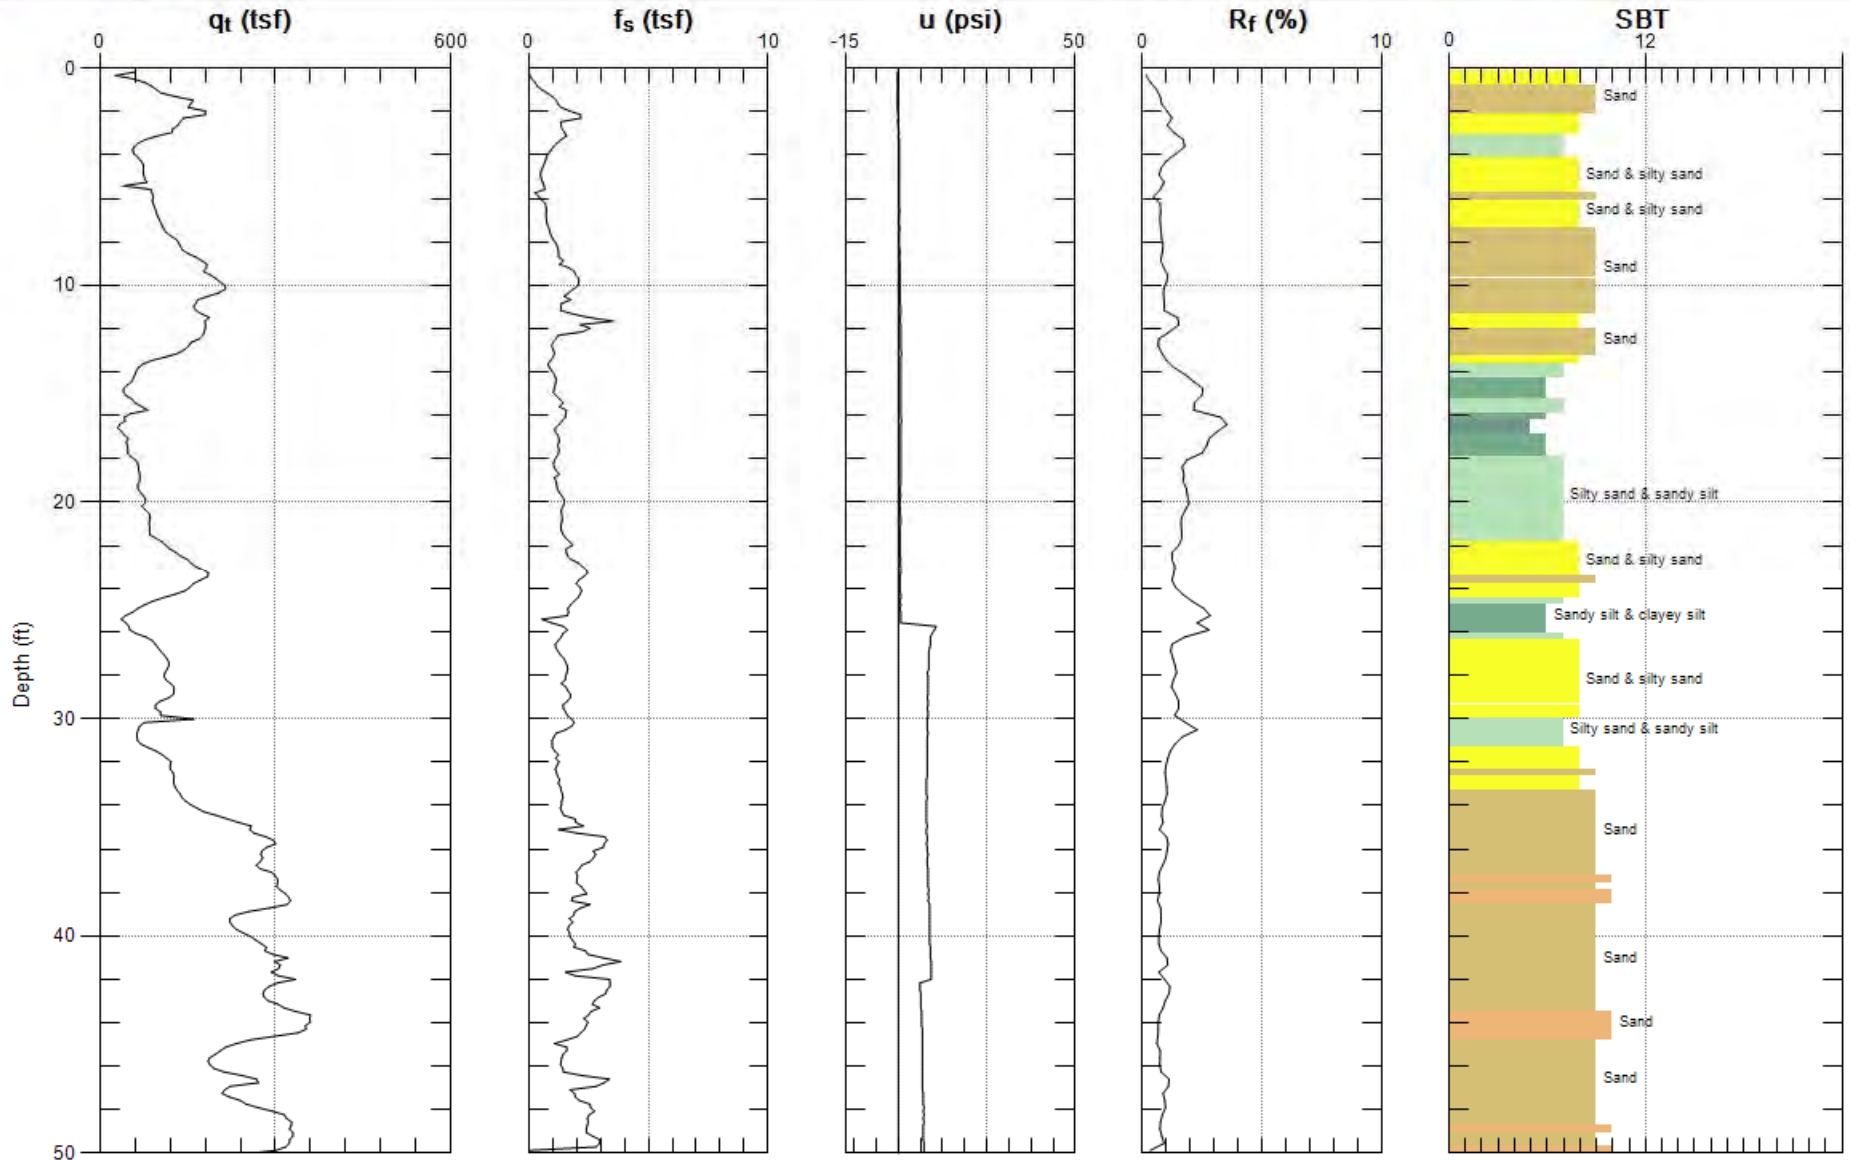 qt (tsf)
fs (tsf)
u (psi)
Rf (%)
SBT
0
600
0
10
-15
50
0
10
0
12
0
Sand
Sand & silty sand
Sand & silty sand
Sand
10
Sand
Silty sand & sandy silt
20
Sand & silty sand
Sandy silt & clayey silt
Depth (ft)
Sand & silty sand
30
Silty sand & sandy silt
Sand
40
Sand
Sand
Sand
50